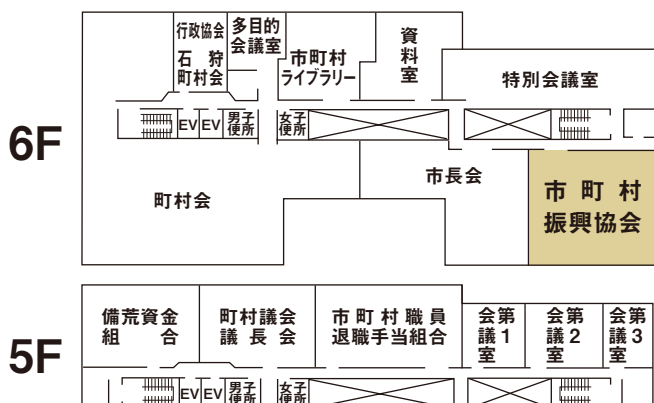 6F
行政協会
石狩
町村会
多目的
会議室
市町村
ライブラリー
資料室
特別会議室
EV
EV
男子
便所
女子
便所
町村会
市長会
市町村
振興協会
5F
備荒資金
組合
町村議会
議長会
市町村職員
退職手当組合
第1
会議室
第2
会議室
第3
会議室
EV
EV
男子
便所
女子
便所